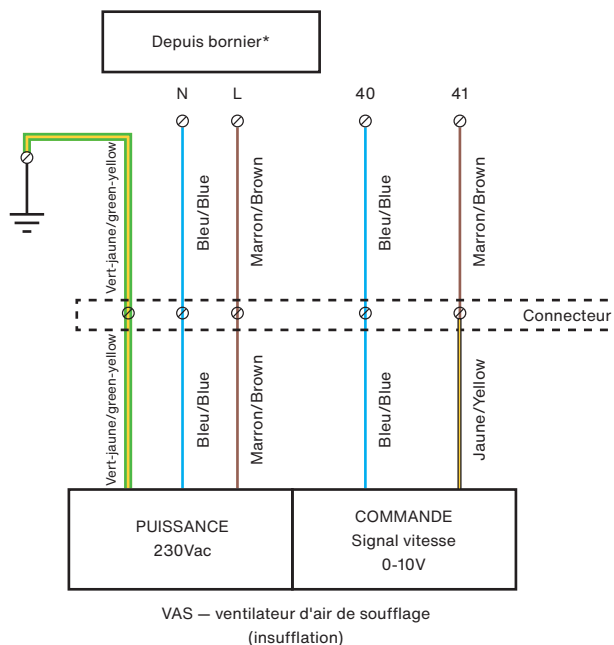 Depuis bornier*
N
L
40
41
Vert-jaune/green-yellow
Bleu/Blue
Marron/Brown
Bleu/Blue
Marron/Brown
Connecteur
Vert-jaune/green-yellow
Bleu/Blue
Marron/Brown
Bleu/Blue
Jaune/Yellow
PUISSANCE
230Vac
COMMANDE
Signal vitesse
0-10V
VAS — ventilateur d'air de soufflage
(insufflation)